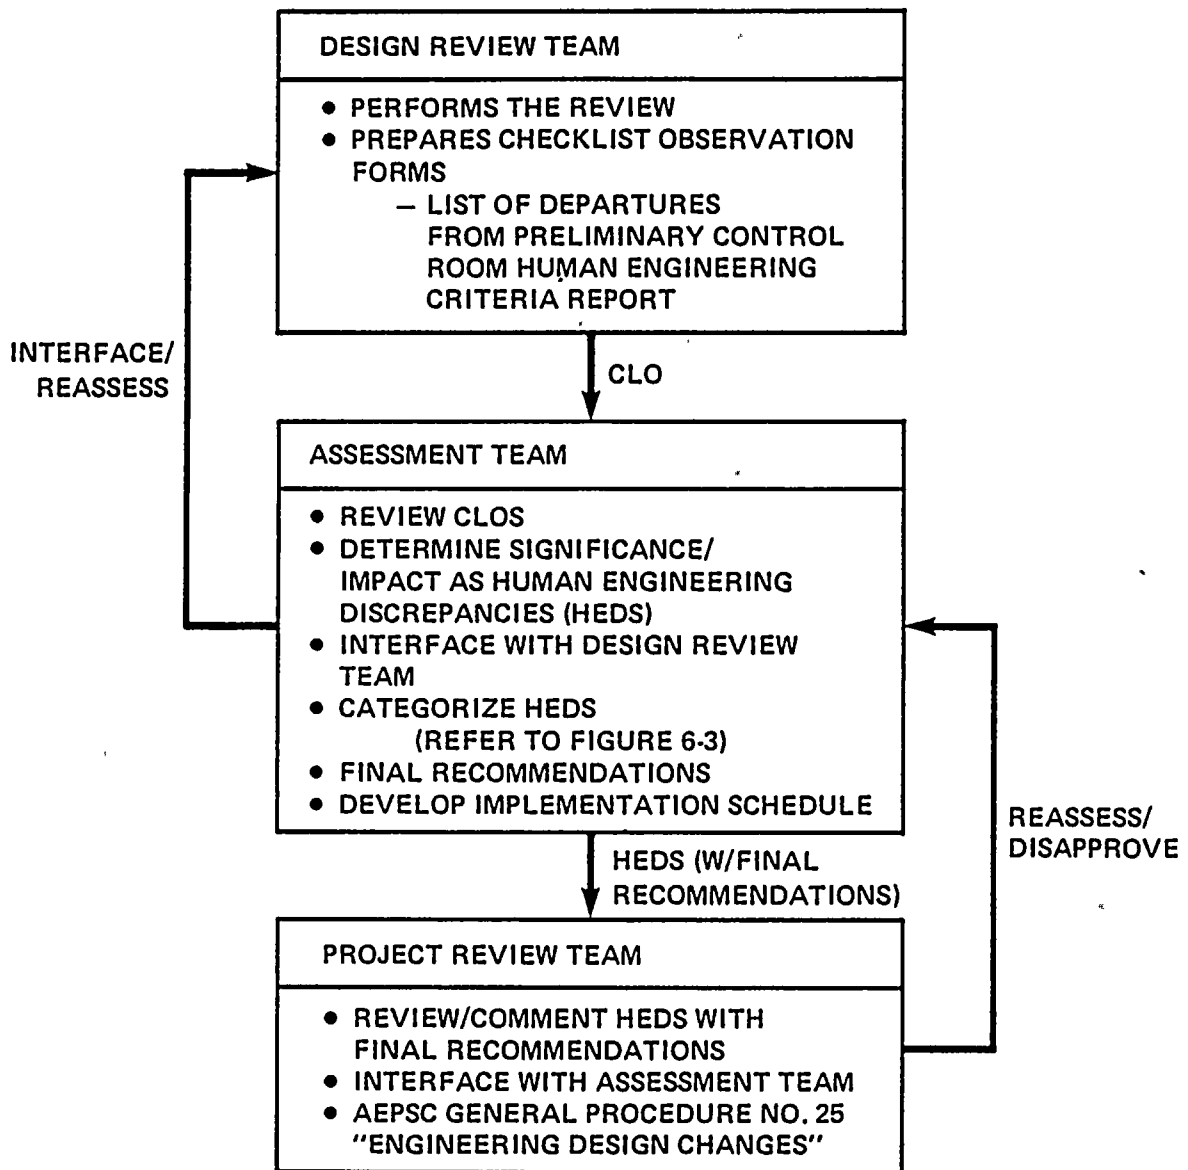 DESIGN REVIEW TEAM
• PERFORMS THE REVIEW
• PREPARES CHECKLIST OBSERVATION
FORMS
— LIST OF DEPARTURES
FROM PRELIMINARY CONTROL
ROOM HUMAN ENGINEERING
CRITERIA REPORT
INTERFACE/
REASSESS
CLO
ASSESSMENT TEAM
• REVIEW CLOS
• DETERMINE SIGNIFICANCE/
IMPACT AS HUMAN ENGINEERING
DISCREPANCIES (HEDS)
• INTERFACE WITH DESIGN REVIEW
TEAM
• CATEGORIZE HEDS
(REFER TO FIGURE 6-3)
• FINAL RECOMMENDATIONS
• DEVELOP IMPLEMENTATION SCHEDULE
REASSESS/
DISAPPROVE
HEDS (W/FINAL
RECOMMENDATIONS)
PROJECT REVIEW TEAM
• REVIEW/COMMENT HEDS WITH
FINAL RECOMMENDATIONS
• INTERFACE WITH ASSESSMENT TEAM
• AEPSC GENERAL PROCEDURE NO. 25
"ENGINEERING DESIGN CHANGES"